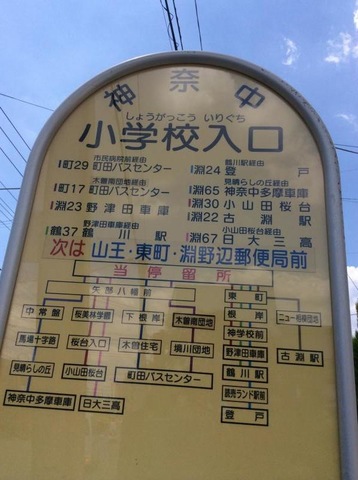 神奈中
しょうがっこう いりぐち
小学校入口
市民病院前経由
町29 町田バスセンター
木曽南団地経由
町17 町田バスセンター
淵23 野津田車庫
野津田車庫経由
鶴37 鶴川駅
鶴川駅経由
淵24 登戸
見晴らしの丘経由
淵65 神奈中多摩車庫
淵30 小山田桜台
淵22 古淵駅
小山田桜台経由
淵67 日大三高
次は 山王・東町・淵野辺郵便局前
当停留所
矢部八幡前
東町
中常盤
桜美林学園
下根岸
木曽南団地
根岸
ニュー相模団地
馬場十字路
桜台入口
木曽住宅
境川団地
神学校前
野津田車庫
古淵駅
見晴らしの丘
小山田桜台
町田バスセンター
鶴川駅
読売ランド駅前
神奈中多摩車庫
日大三高
登戸